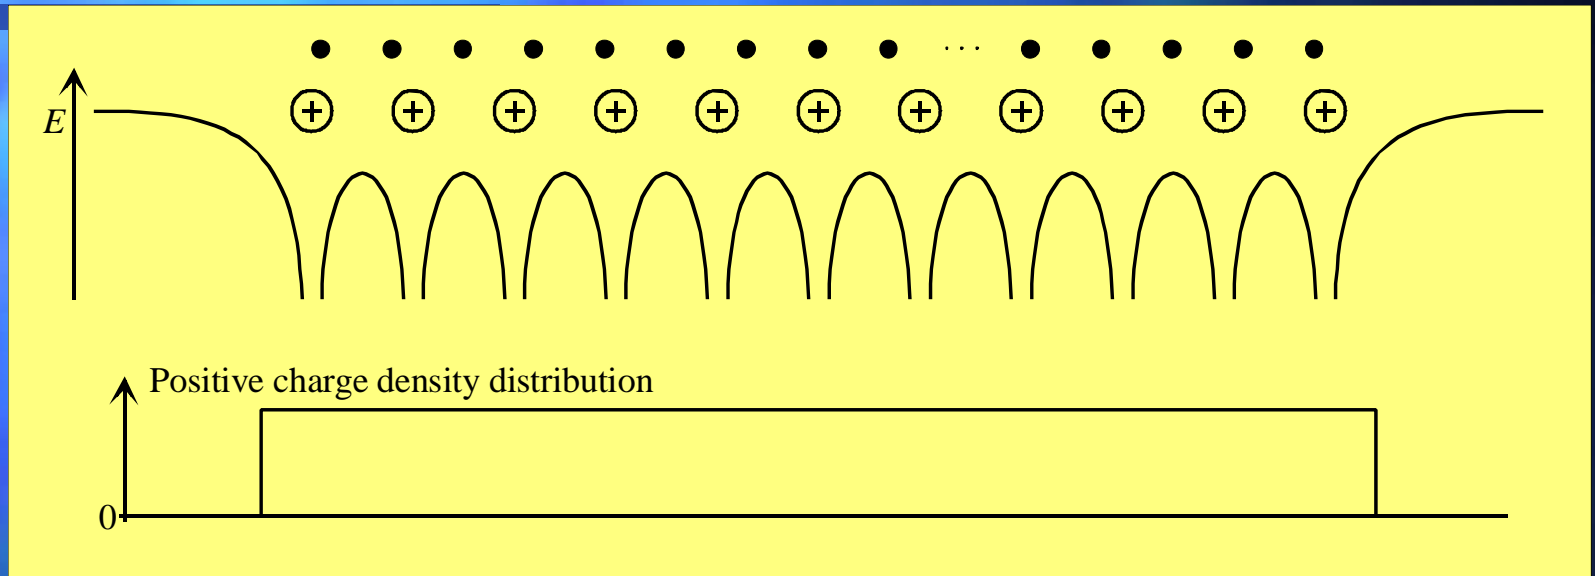 . . .
+ + + + + + + + + + +
E
Positive charge density distribution
0